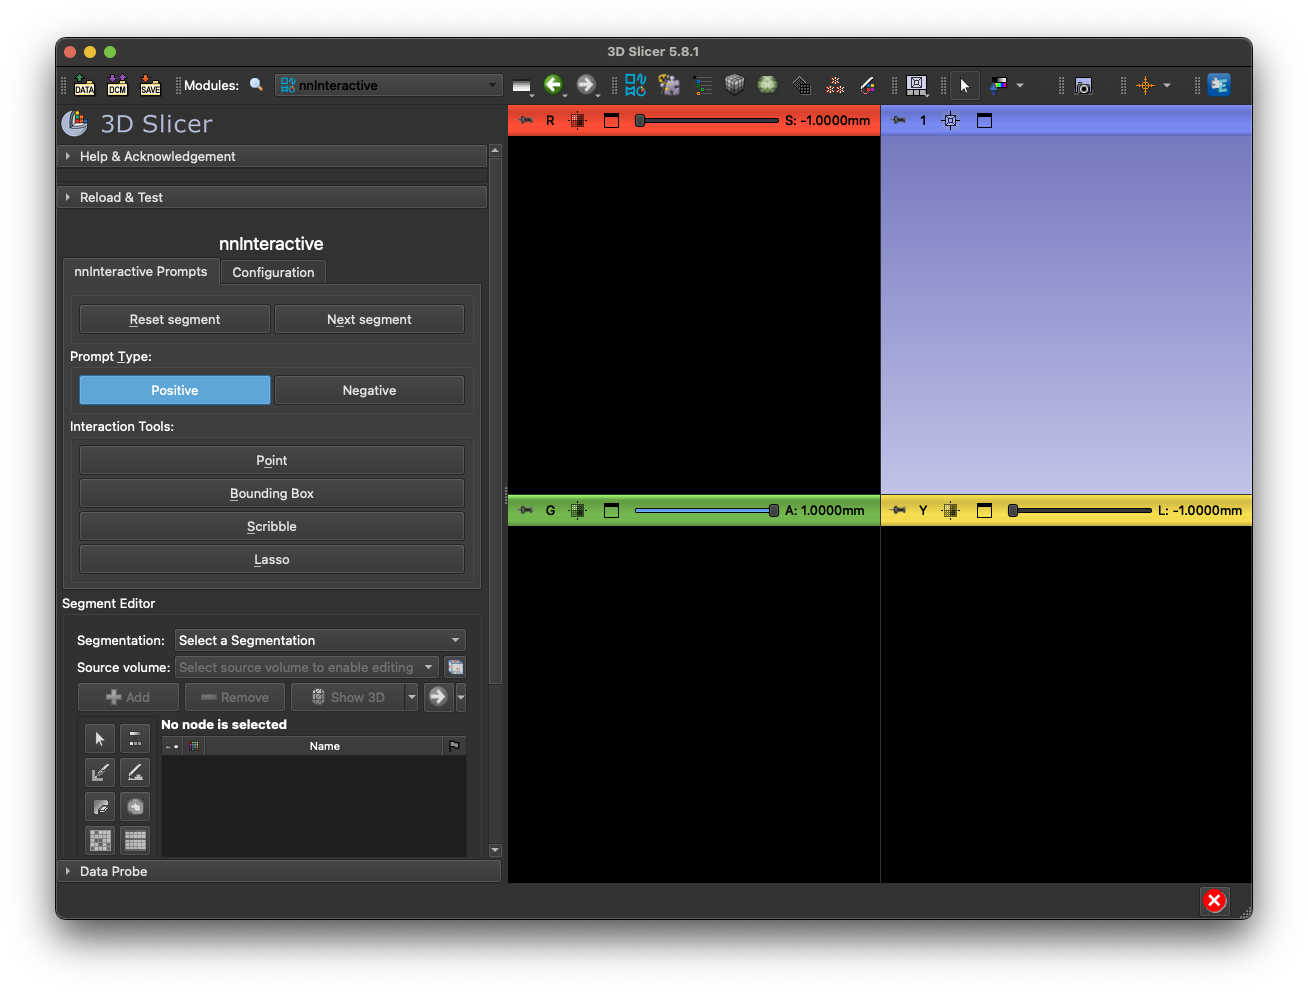 3D Slicer 5.8.1
DATA
DCM
SAVE
Modules:
nnInteractive
3D Slicer
Help & Acknowledgement
Reload & Test
nnInteractive
nnInteractive Prompts
Configuration
Reset segment
Next segment
Prompt Type:
Positive
Negative
Interaction Tools:
Point
Bounding Box
Scribble
Lasso
Segment Editor
Segmentation:
Select a Segmentation
Source volume:
Select source volume to enable editing
Add
Remove
Show 3D
No node is selected
Name
Data Probe
R
S: -1.0000mm
1
G
A: 1.0000mm
Y
L: -1.0000mm